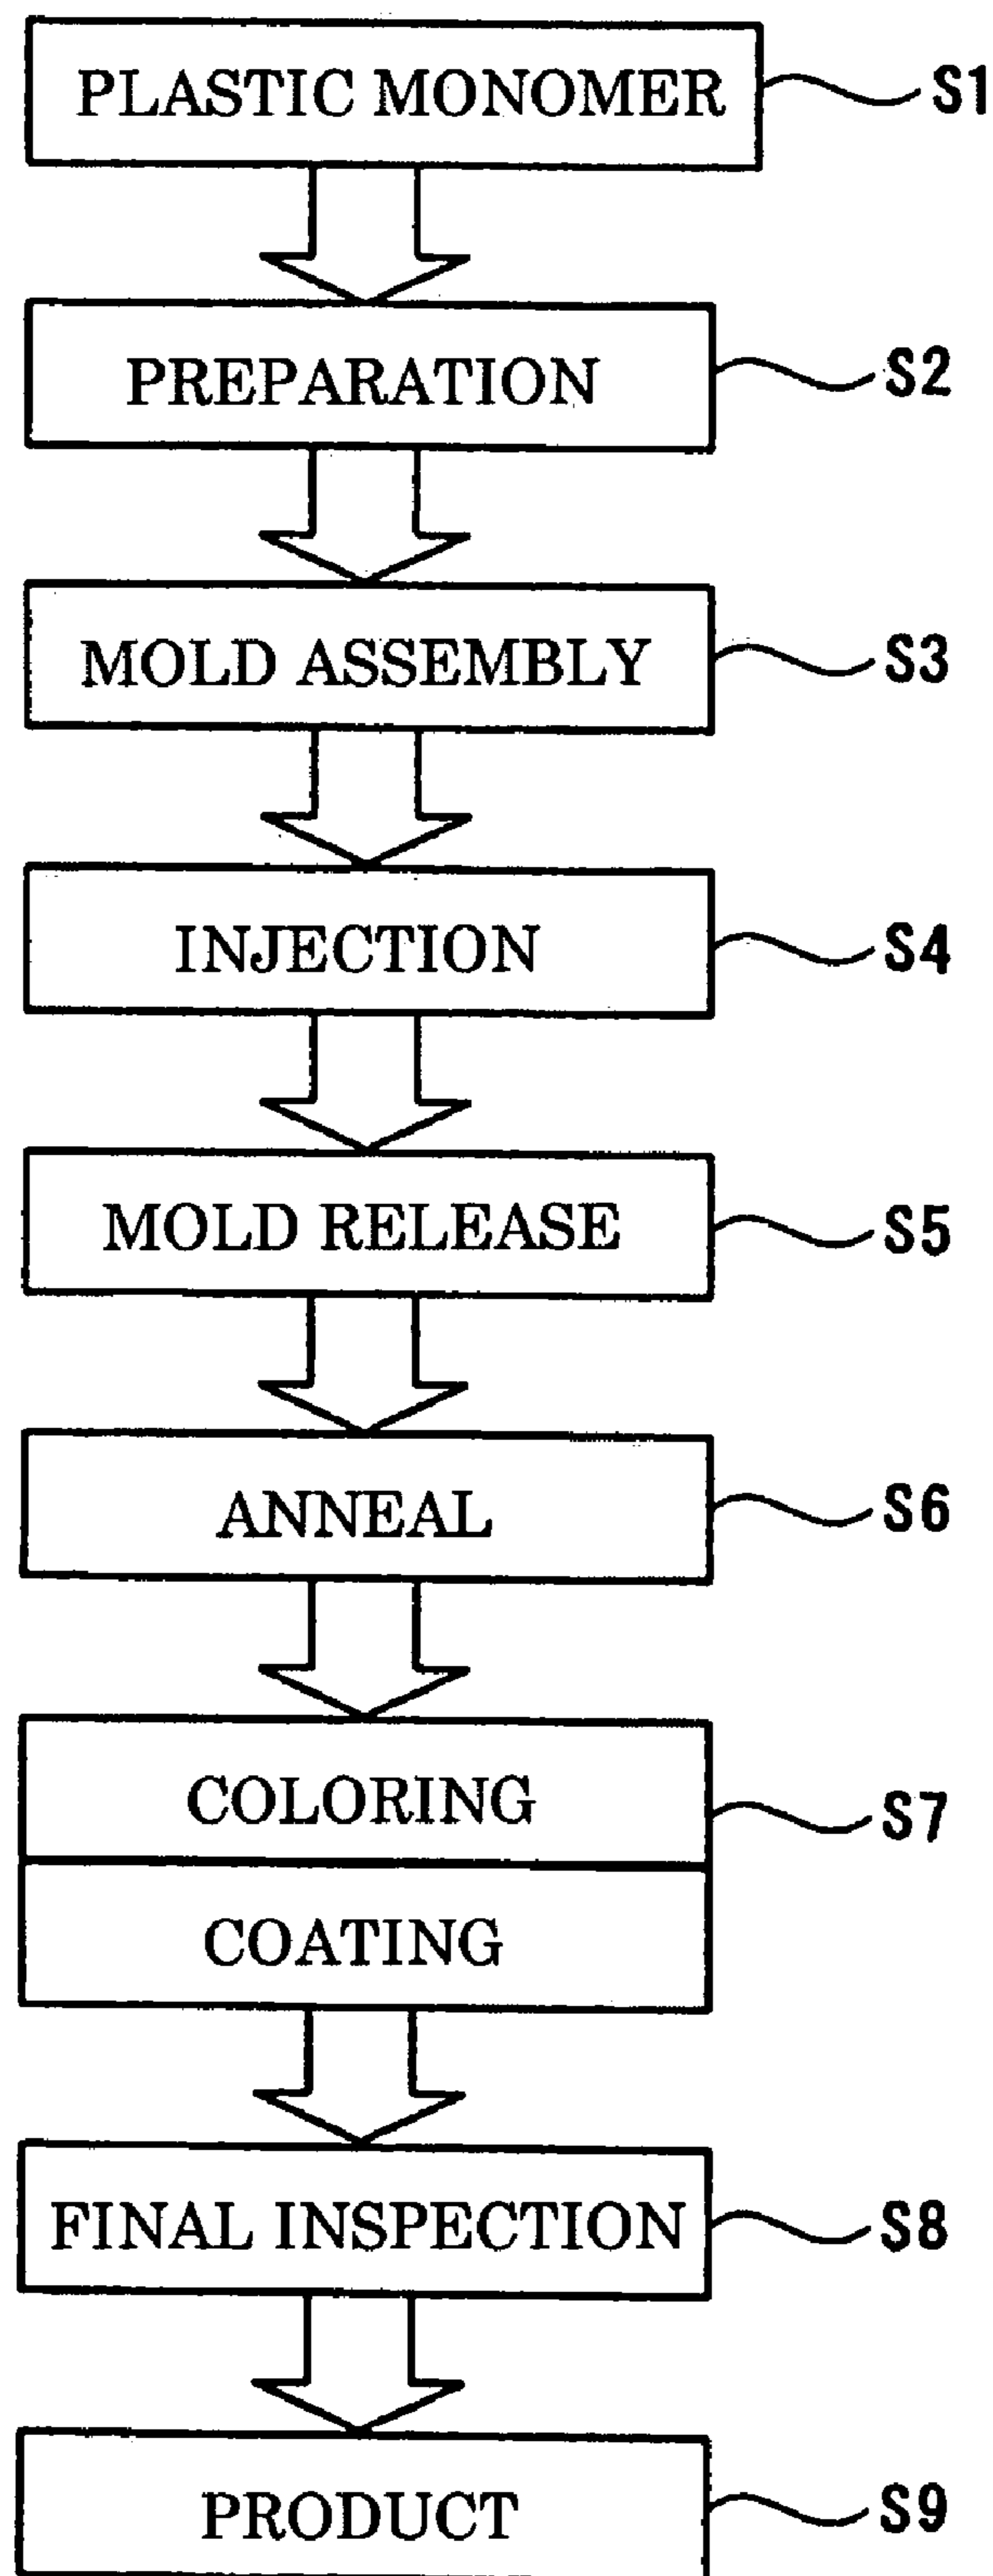 PLASTIC MONOMER S1
PREPARATION S2
MOLD ASSEMBLY S3
INJECTION S4
MOLD RELEASE S5
ANNEAL S6
COLORING S7
COATING
FINAL INSPECTION S8
PRODUCT S9